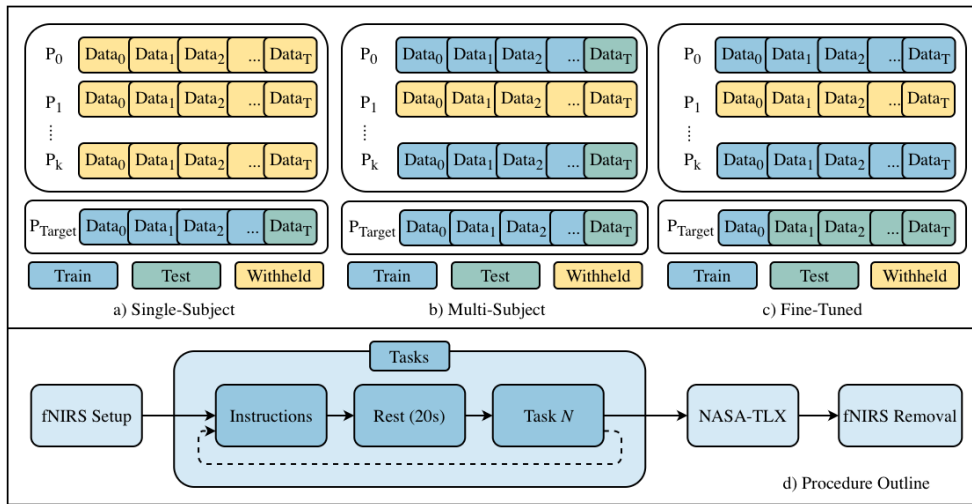 P0 Data0 Data1 Data2 ... DataT
P1 Data0 Data1 Data2 ... DataT
Pk Data0 Data1 Data2 ... DataT
PTarget Data0 Data1 Data2 ... DataT
Train Test Withheld
a) Single-Subject
P0 Data0 Data1 Data2 ... DataT
P1 Data0 Data1 Data2 ... DataT
Pk Data0 Data1 Data2 ... DataT
PTarget Data0 Data1 Data2 ... DataT
Train Test Withheld
b) Multi-Subject
P0 Data0 Data1 Data2 ... DataT
P1 Data0 Data1 Data2 ... DataT
Pk Data0 Data1 Data2 ... DataT
PTarget Data0 Data1 Data2 ... DataT
Train Test Withheld
c) Fine-Tuned
Tasks
fNIRS Setup
Instructions
Rest (20s)
Task N
NASA-TLX
fNIRS Removal
d) Procedure Outline